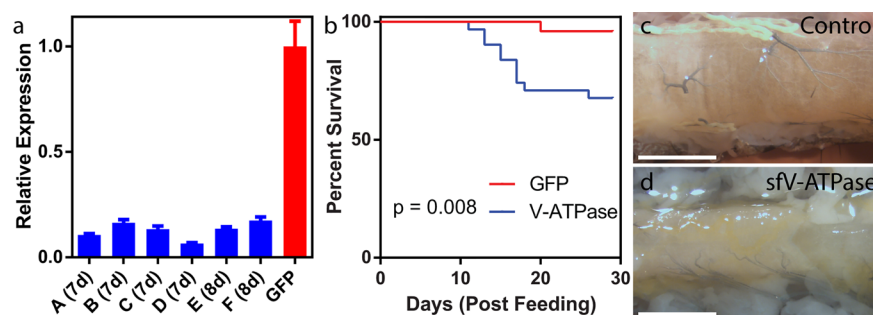 a
Relative Expression
1.0
0.5
0.0
A (7d)
B (7d)
C (7d)
D (7d)
E (8d)
F (8d)
GFP
b
Percent Survival
100
50
0
p = 0.008
GFP
V-ATPase
0
10
20
30
Days (Post Feeding)
c
Contro
d
sfV-ATPase